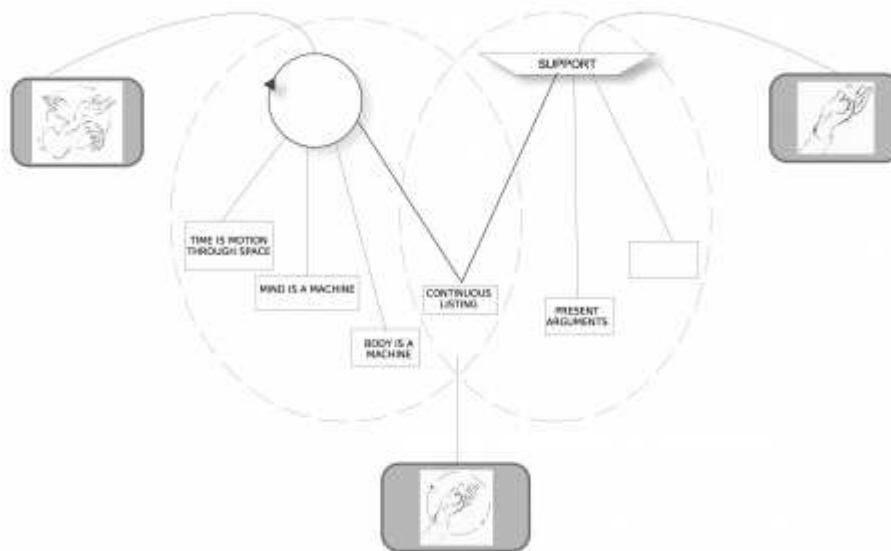 SUPPORT
TIME IS MOTION
THROUGH SPACE
MIND IS A MACHINE
CONTINUOUS
LISTING
PRESENT
ARGUMENTS
BODY IS A
MACHINE